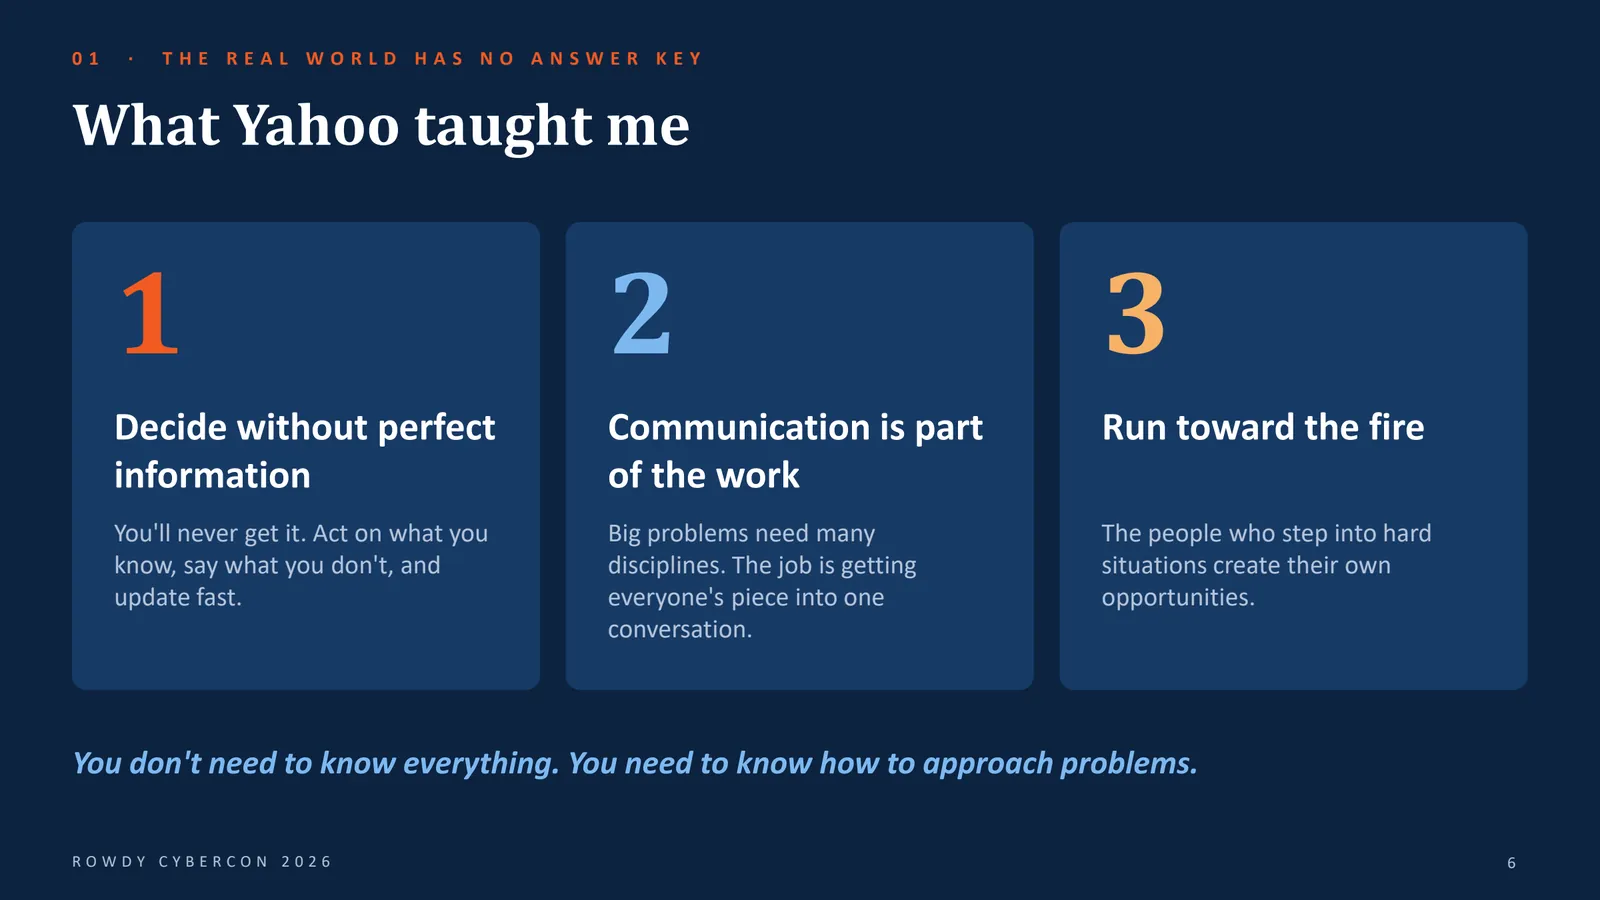 01 · THE REAL WORLD HAS NO ANSWER KEY
What Yahoo taught me
1
Decide without perfect
information
You'll never get it. Act on what you
know, say what you don't, and
update fast.
2
Communication is part
of the work
Big problems need many
disciplines. The job is getting
everyone's piece into one
conversation.
3
Run toward the fire
The people who step into hard
situations create their own
opportunities.
You don't need to know everything. You need to know how to approach problems.
ROWDY CYBERCON 2026
6